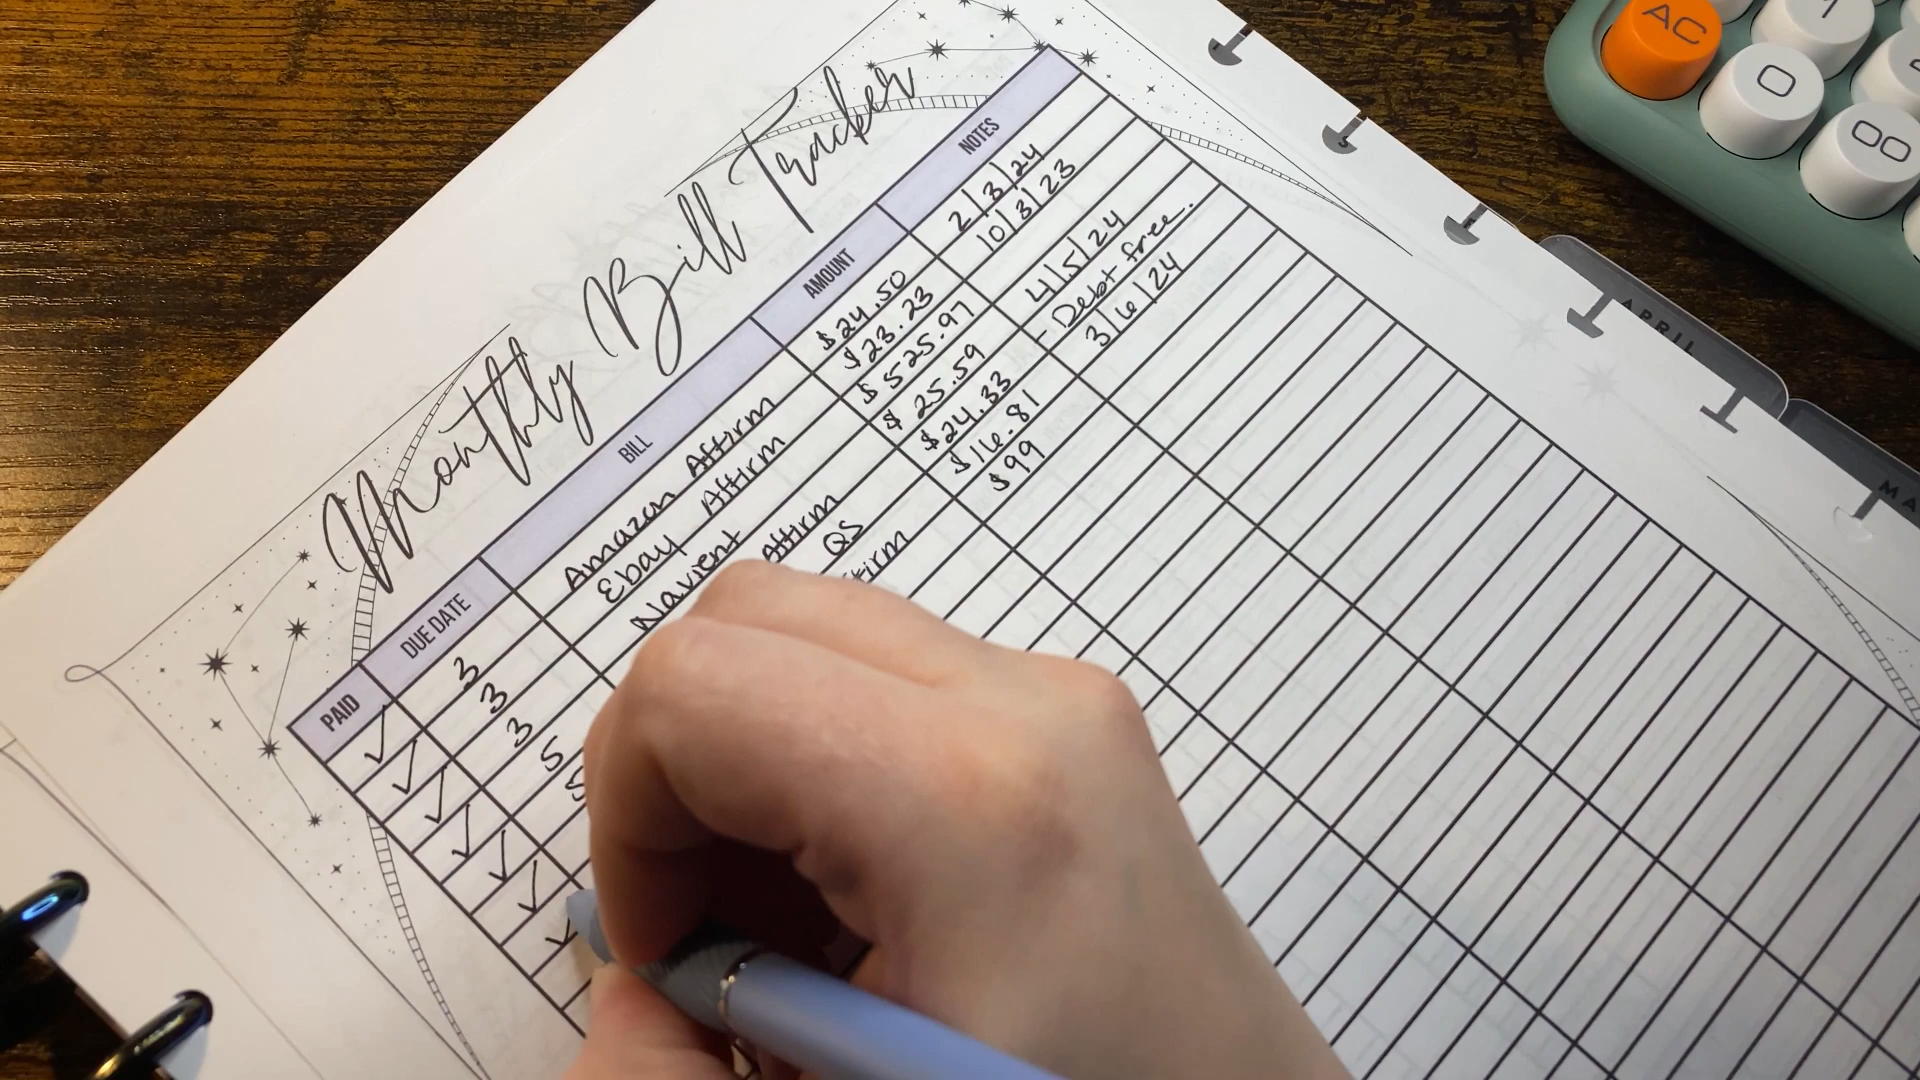 Monthly Bill Tracker
PAID DUE DATE BILL AMOUNT NOTES
✓ 3 Amazon Affirm $24.50 2|3|24
✓ 3 Ebay Affirm $23.23 10|3|23
✓ 3 Navient $525.97
✓ 5 Affirm $25.59 4|5|24
✓ 5 QS $24.33 - Debt free.
✓ $16.81 3|6|24
✓ $99
AC
0
00
1
APRIL